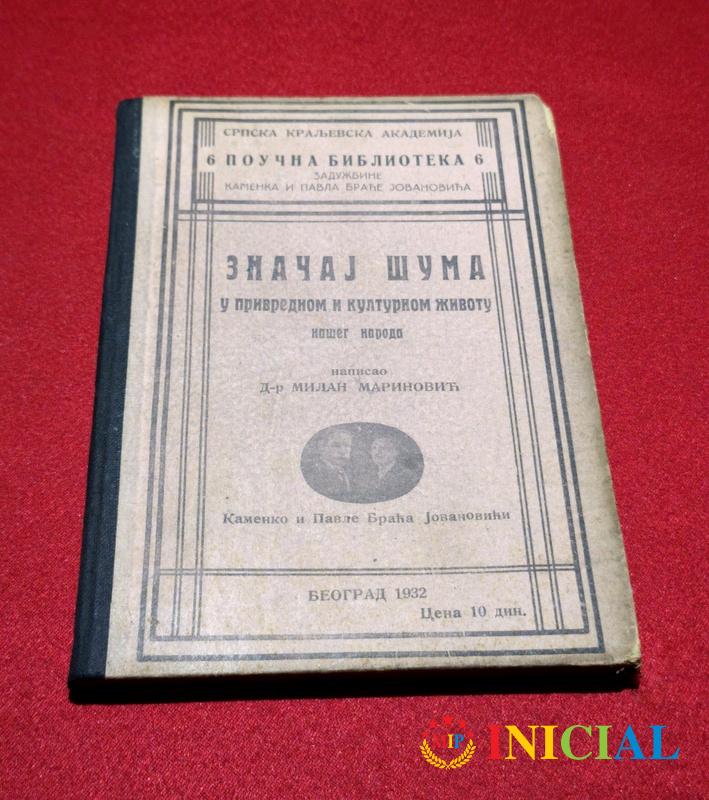 СРПСКА КРАЉЕВСКА АКАДЕМИЈА
6 ПОУЧНА БИБЛИОТЕКА 6
ЗАДУЖБИНЕ
КАМЕНКА И ПАВЛА БРАЋЕ ЈОВАНОВИЋА
ЗНАЧАЈ ШУМА
у привредном и културном животу
нашег народа
написао
Д-р МИЛАН МАРИНОВИЋ
Каменко и Павле Браћа Јовановићи
БЕОГРАД 1932
Цена 10 дин.
MIP INICIAL